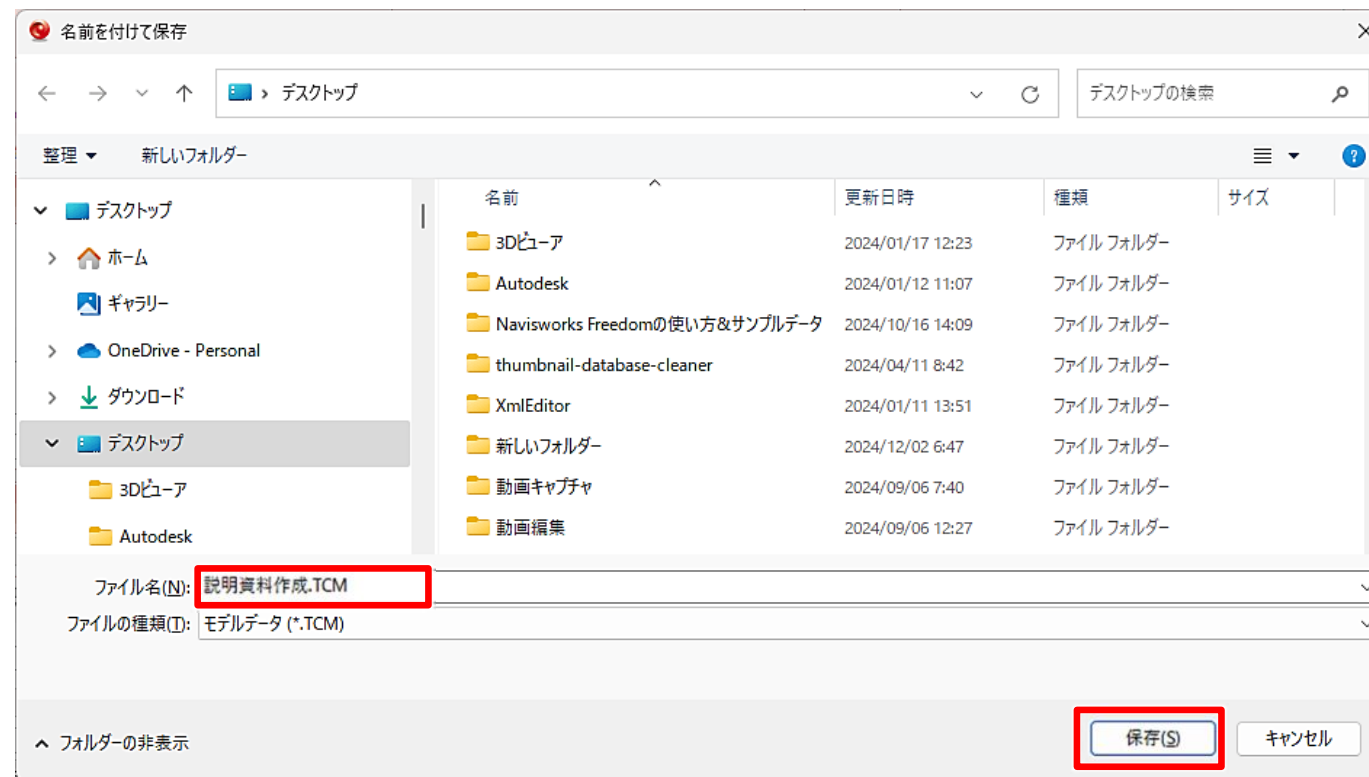 名前を付けて保存
デスクトップ
デスクトップの検索
整理
新しいフォルダー
名前 更新日時 種類 サイズ
デスクトップ
ホーム
ギャラリー
OneDrive - Personal
ダウンロード
デスクトップ
3Dビューア
Autodesk
3Dビューア 2024/01/17 12:23 ファイル フォルダー
Autodesk 2024/01/12 11:07 ファイル フォルダー
Navisworks Freedomの使い方&サンプルデータ 2024/10/16 14:09 ファイル フォルダー
thumbnail-database-cleaner 2024/04/11 8:42 ファイル フォルダー
XmlEditor 2024/01/11 13:51 ファイル フォルダー
新しいフォルダー 2024/12/02 6:47 ファイル フォルダー
動画キャプチャ 2024/09/06 7:40 ファイル フォルダー
動画編集 2024/09/06 12:27 ファイル フォルダー
ファイル名(N): 説明資料作成.TCM
ファイルの種類(T): モデルデータ (*.TCM)
フォルダーの非表示
保存(S)
キャンセル